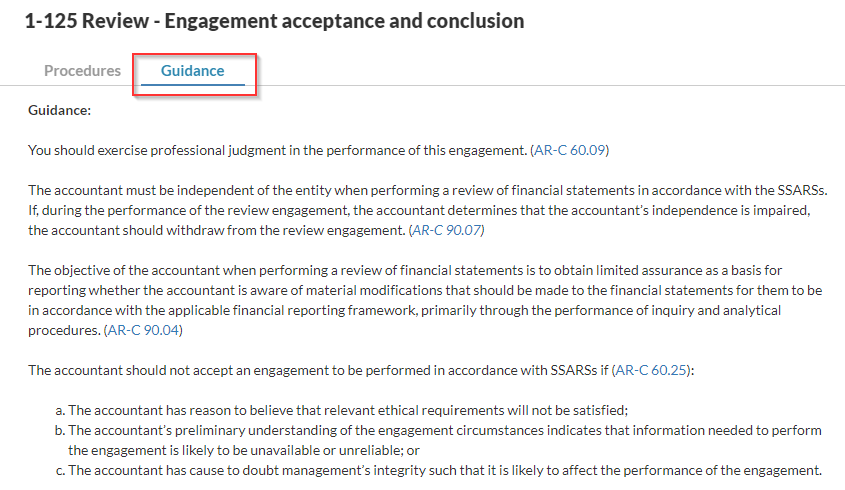 1-125 Review - Engagement acceptance and conclusion
Procedures
Guidance
Guidance:
You should exercise professional judgment in the performance of this engagement. (AR-C 60.09)
The accountant must be independent of the entity when performing a review of financial statements in accordance with the SSARSs.
If, during the performance of the review engagement, the accountant determines that the accountant's independence is impaired,
the accountant should withdraw from the review engagement. (AR-C 90.07)
The objective of the accountant when performing a review of financial statements is to obtain limited assurance as a basis for
reporting whether the accountant is aware of material modifications that should be made to the financial statements for them to be
in accordance with the applicable financial reporting framework, primarily through the performance of inquiry and analytical
procedures. (AR-C 90.04)
The accountant should not accept an engagement to be performed in accordance with SSARSs if (AR-C 60.25):
a. The accountant has reason to believe that relevant ethical requirements will not be satisfied;
b. The accountant's preliminary understanding of the engagement circumstances indicates that information needed to perform
the engagement is likely to be unavailable or unreliable; or
c. The accountant has cause to doubt management's integrity such that it is likely to affect the performance of the engagement.